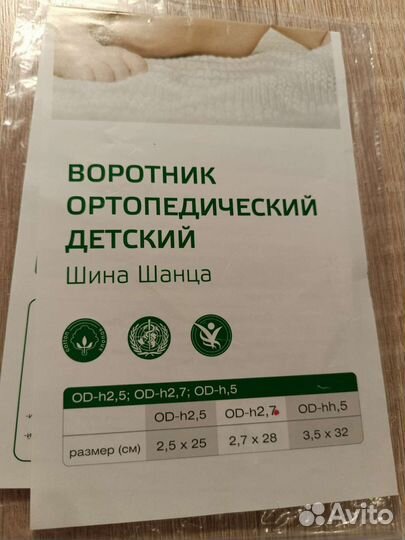 ВОРОТНИК
ОРТОПЕДИЧЕСКИЙ
ДЕТСКИЙ
Шина Шанца
OD-h2,5; OD-h2,7; OD-h,5
OD-h2,5 OD-h2,7 OD-hh,5
размер (см) 2,5 x 25 2,7 x 28 3,5 x 32
Avito